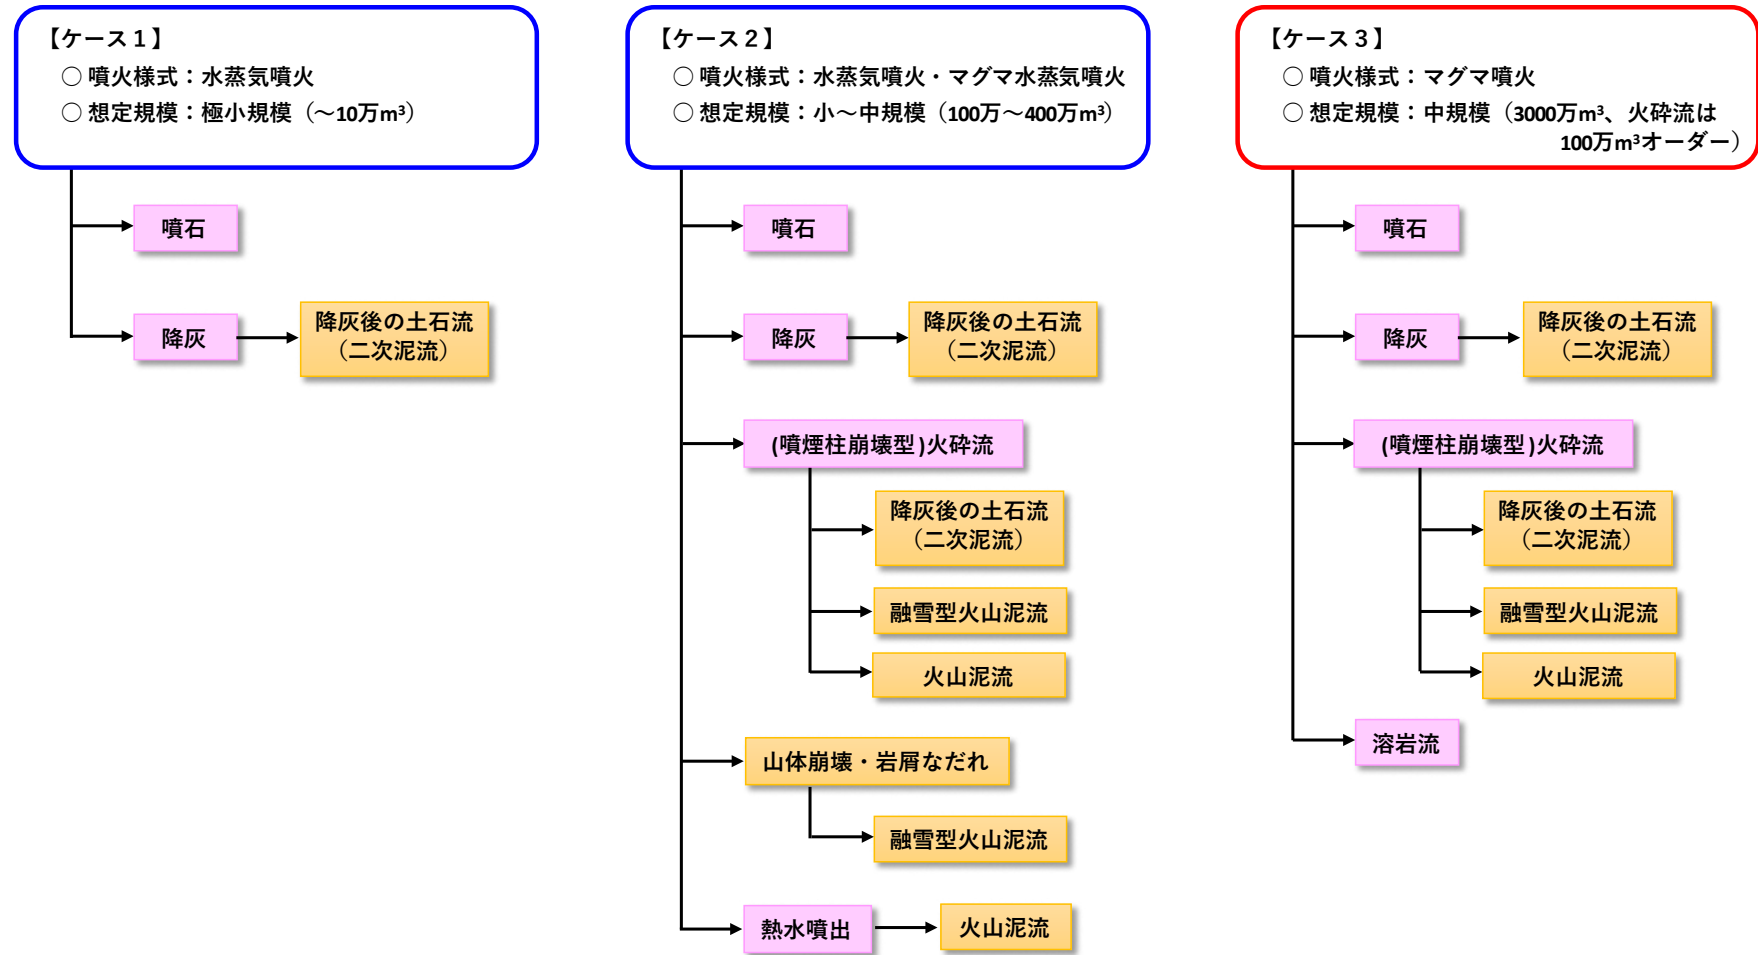 【ケース１】
○ 噴火様式：水蒸気噴火
○ 想定規模：極小規模（～10万m³）
噴石
降灰
降灰後の土石流
（二次泥流）
【ケース２】
○ 噴火様式：水蒸気噴火・マグマ水蒸気噴火
○ 想定規模：小～中規模（100万～400万m³）
噴石
降灰
降灰後の土石流
（二次泥流）
(噴煙柱崩壊型)火砕流
降灰後の土石流
（二次泥流）
融雪型火山泥流
火山泥流
山体崩壊・岩屑なだれ
融雪型火山泥流
熱水噴出
火山泥流
【ケース３】
○ 噴火様式：マグマ噴火
○ 想定規模：中規模（3000万m³、火砕流は
100万m³オーダー）
噴石
降灰
降灰後の土石流
（二次泥流）
(噴煙柱崩壊型)火砕流
降灰後の土石流
（二次泥流）
融雪型火山泥流
火山泥流
溶岩流